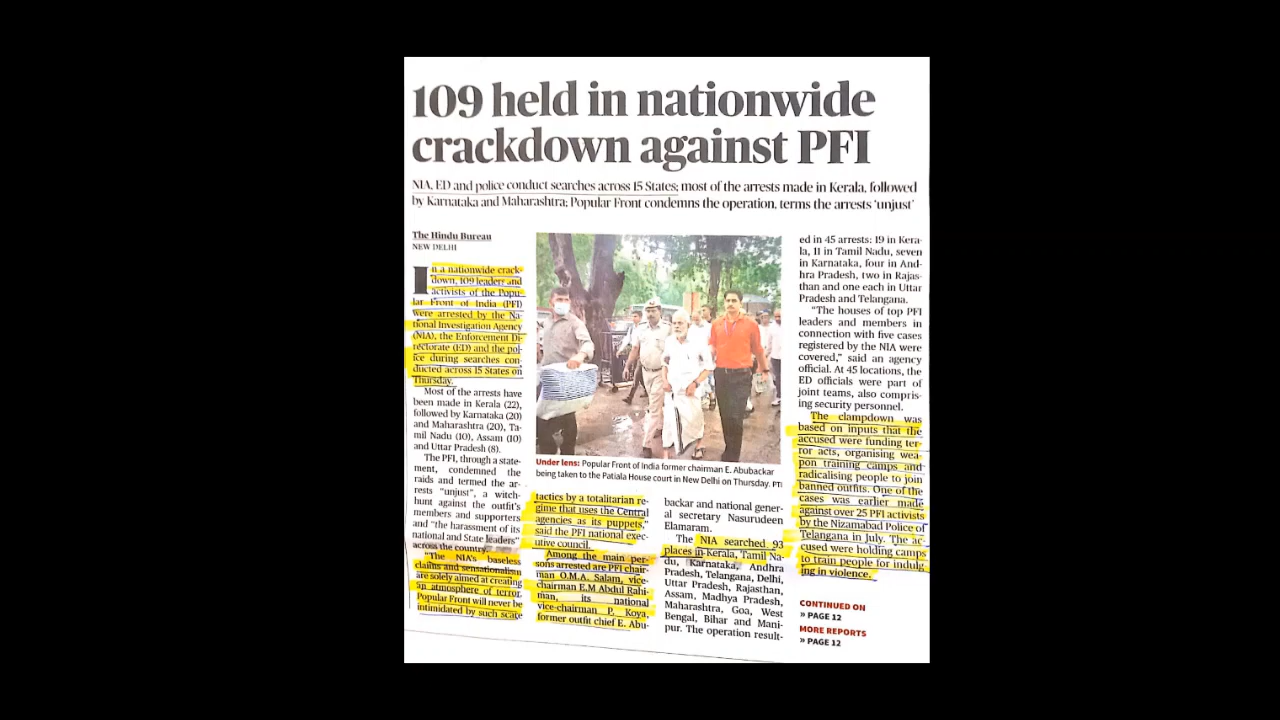 109 held in nationwide
crackdown against PFI
NIA, ED and police conduct searches across 15 States; most of the arrests made in Kerala, followed
by Karnataka and Maharashtra; Popular Front condemns the operation, terms the arrests ‘unjust’
The Hindu Bureau
NEW DELHI
In a nationwide crack-
down, 109 leaders and
activists of the Popu-
lar Front of India (PFI)
were arrested by the Na-
tional Investigation Agency
(NIA), the Enforcement Di-
rectorate (ED) and the pol-
ice during searches con-
ducted across 15 States on
Thursday.
Most of the arrests have
been made in Kerala (22),
followed by Karnataka (20)
and Maharashtra (20), Ta-
mil Nadu (10), Assam (10)
and Uttar Pradesh (8).
The PFI, through a state-
ment, condemned the
raids and termed the ar-
rests "unjust", a witch-
hunt against the outfit's
members and supporters
and "the harassment of its
national and State leaders"
across the country.
"The NIA's baseless
claims and sensationalism
are solely aimed at creating
an atmosphere of terror.
Popular Front will never be
intimidated by such scare
Under lens: Popular Front of India former chairman E. Abubackar
being taken to the Patiala House court in New Delhi on Thursday. PTI
tactics by a totalitarian re-
gime that uses the Central
agencies as its puppets,"
said the PFI national exec-
utive council.
Among the main per-
sons arrested are PFI chair-
man O.M.A. Salam, vice-
chairman E.M Abdul Rahi-
man, its national
vice-chairman P. Koya,
former outfit chief E. Abu-
backar and national gener-
al secretary Nasurudeen
Elamaram.
The NIA searched 93
places in Kerala, Tamil Na-
du, Karnataka, Andhra
Pradesh, Telangana, Delhi,
Uttar Pradesh, Rajasthan,
Assam, Madhya Pradesh,
Maharashtra, Goa, West
Bengal, Bihar and Mani-
pur. The operation result-
ed in 45 arrests: 19 in Kera-
la, 11 in Tamil Nadu, seven
in Karnataka, four in And-
hra Pradesh, two in Rajas-
than and one each in Uttar
Pradesh and Telangana.
"The houses of top PFI
leaders and members in
connection with five cases
registered by the NIA were
covered," said an agency
official. At 45 locations, the
ED officials were part of
joint teams, also compris-
ing security personnel.
The clampdown was
based on inputs that the
accused were funding ter-
ror acts, organising wea-
pon training camps and
radicalising people to join
banned outfits. One of the
cases was earlier made
against over 25 PFI activists
by the Nizamabad Police of
Telangana in July. The ac-
cused were holding camps
to train people for indulg-
ing in violence.
CONTINUED ON
» PAGE 12
MORE REPORTS
» PAGE 12